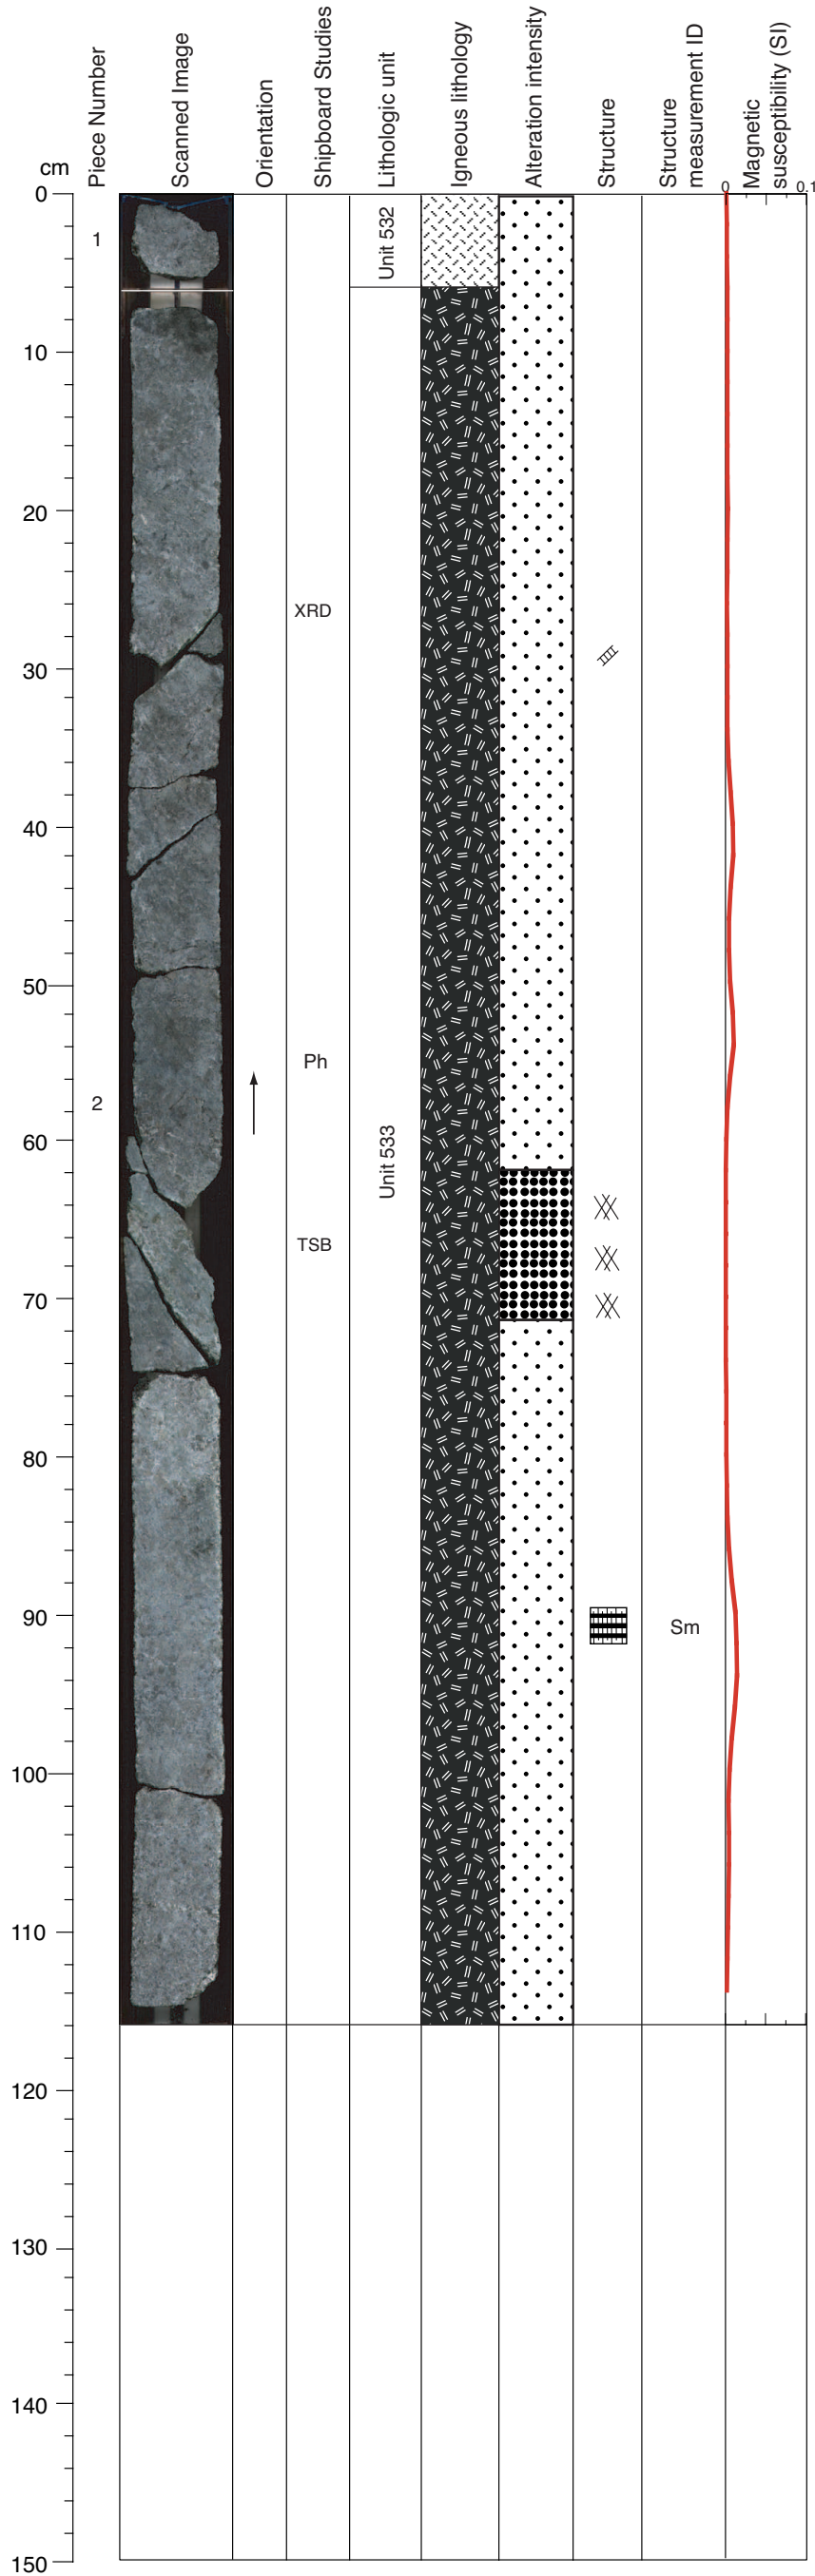 Piece Number
Scanned Image
Orientation
Shipboard Studies
Lithologic unit
Igneous lithology
Alteration intensity
Structure
Structure
measurement ID
Magnetic
susceptibility (SI)
cm
0
0.1
0
1
Unit 532
10
20
XRD
30
40
50
Ph
2
60
Unit 533
TSB
70
80
90
Sm
100
110
120
130
140
150